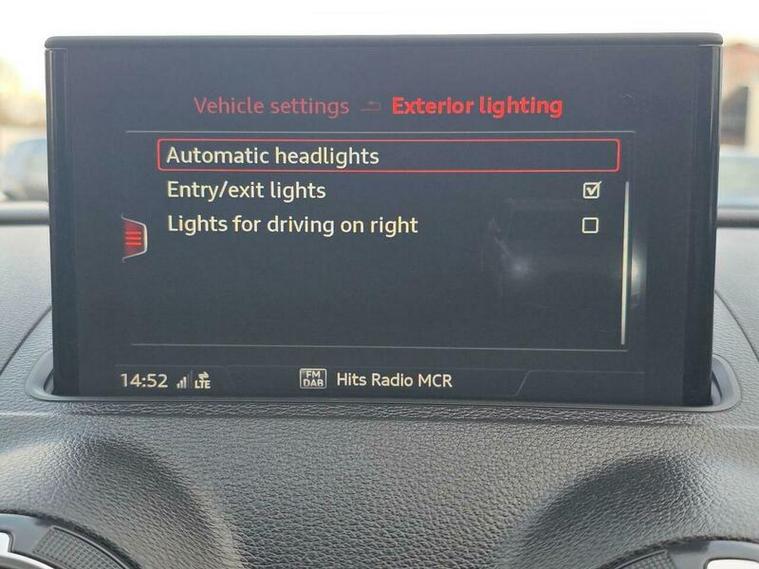 Vehicle settings Exterior lighting
Automatic headlights
Entry/exit lights
Lights for driving on right
14:52 LTE FM DAB Hits Radio MCR